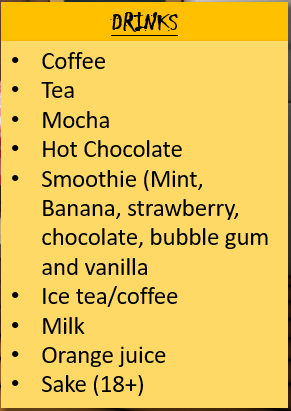 DRINKS
• Coffee
• Tea
• Mocha
• Hot Chocolate
• Smoothie (Mint,
Banana, strawberry,
chocolate, bubble gum
and vanilla
• Ice tea/coffee
• Milk
• Orange juice
• Sake (18+)